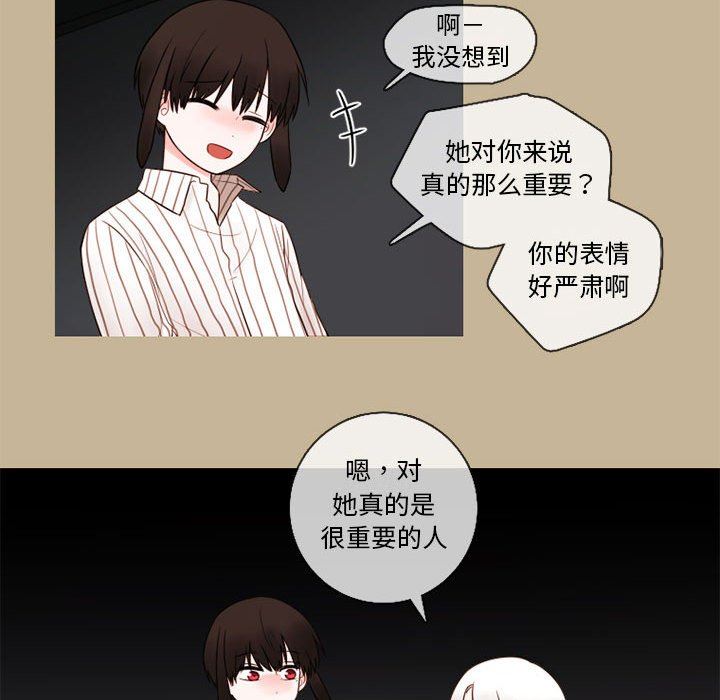 啊—
我没想到
她对你来说
真的那么重要？
你的表情
好严肃啊
嗯，对
她真的是
很重要的人